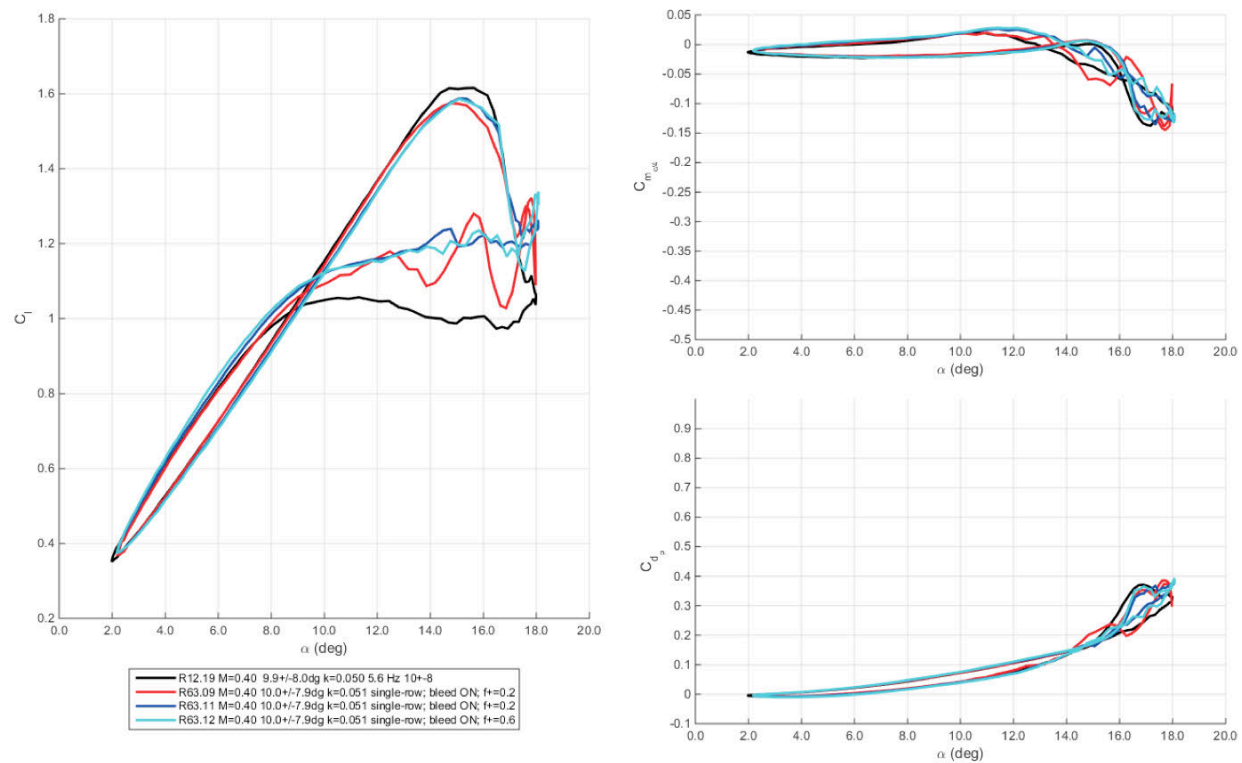 1.8
1.6
1.4
1.2
1
0.8
0.6
0.4
0.2
C_l
0.0 2.0 4.0 6.0 8.0 10.0 12.0 14.0 16.0 18.0 20.0
α (deg)
R12.19 M=0.40 9.9+/-8.0dg k=0.050 5.6 Hz 10+-8
R63.09 M=0.40 10.0+/-7.9dg k=0.051 single-row; bleed ON; f+=0.2
R63.11 M=0.40 10.0+/-7.9dg k=0.051 single-row; bleed ON; f+=0.2
R63.12 M=0.40 10.0+/-7.9dg k=0.051 single-row; bleed ON; f+=0.6
0.05
0
-0.05
-0.1
-0.15
-0.2
-0.25
-0.3
-0.35
-0.4
-0.45
-0.5
C_m_c/4
0.0 2.0 4.0 6.0 8.0 10.0 12.0 14.0 16.0 18.0 20.0
α (deg)
0.9
0.8
0.7
0.6
0.5
0.4
0.3
0.2
0.1
0
-0.1
C_d_p
0.0 2.0 4.0 6.0 8.0 10.0 12.0 14.0 16.0 18.0 20.0
α (deg)